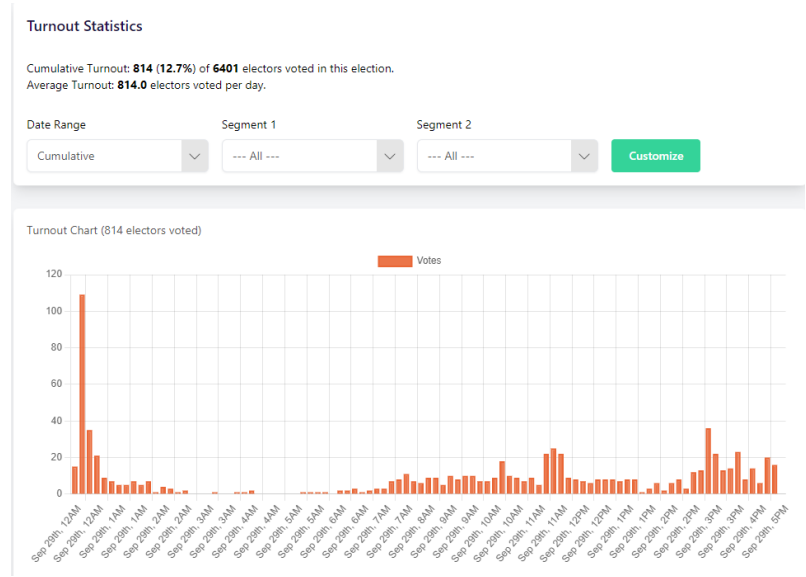 Turnout Statistics
Cumulative Turnout: 814 (12.7%) of 6401 electors voted in this election.
Average Turnout: 814.0 electors voted per day.
Date Range Segment 1 Segment 2
Cumulative --- All --- --- All --- Customize
Turnout Chart (814 electors voted)
Votes
120
100
80
60
40
20
0
Sep 29th, 12AM
Sep 29th, 12AM
Sep 29th, 1AM
Sep 29th, 1AM
Sep 29th, 2AM
Sep 29th, 2AM
Sep 29th, 3AM
Sep 29th, 3AM
Sep 29th, 4AM
Sep 29th, 4AM
Sep 29th, 5AM
Sep 29th, 5AM
Sep 29th, 6AM
Sep 29th, 6AM
Sep 29th, 7AM
Sep 29th, 7AM
Sep 29th, 8AM
Sep 29th, 9AM
Sep 29th, 9AM
Sep 29th, 10AM
Sep 29th, 10AM
Sep 29th, 11AM
Sep 29th, 11AM
Sep 29th, 12PM
Sep 29th, 12PM
Sep 29th, 1PM
Sep 29th, 1PM
Sep 29th, 2PM
Sep 29th, 2PM
Sep 29th, 3PM
Sep 29th, 3PM
Sep 29th, 4PM
Sep 29th, 5PM